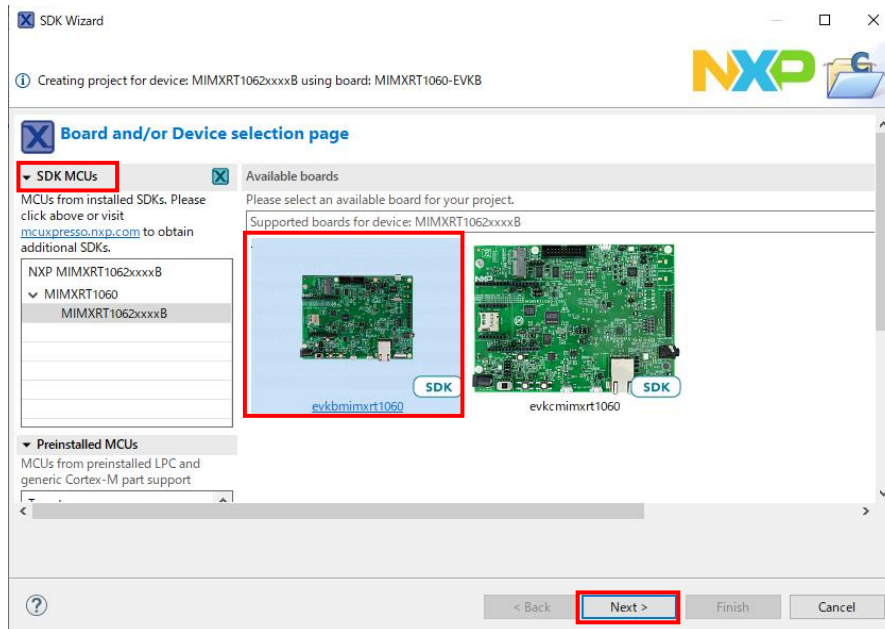 SDK Wizard
Creating project for device: MIMXRT1062xxxxB using board: MIMXRT1060-EVKB
NXP
C
Board and/or Device selection page
SDK MCUs
MCUs from installed SDKs. Please
click above or visit
mcuxpresso.nxp.com to obtain
additional SDKs.
NXP MIMXRT1062xxxxB
MIMXRT1060
MIMXRT1062xxxxB
Preinstalled MCUs
MCUs from preinstalled LPC and
generic Cortex-M part support
Available boards
Please select an available board for your project.
Supported boards for device: MIMXRT1062xxxxB
SDK
evkbmimxrt1060
SDK
evkcmimxrt1060
< Back
Next >
Finish
Cancel